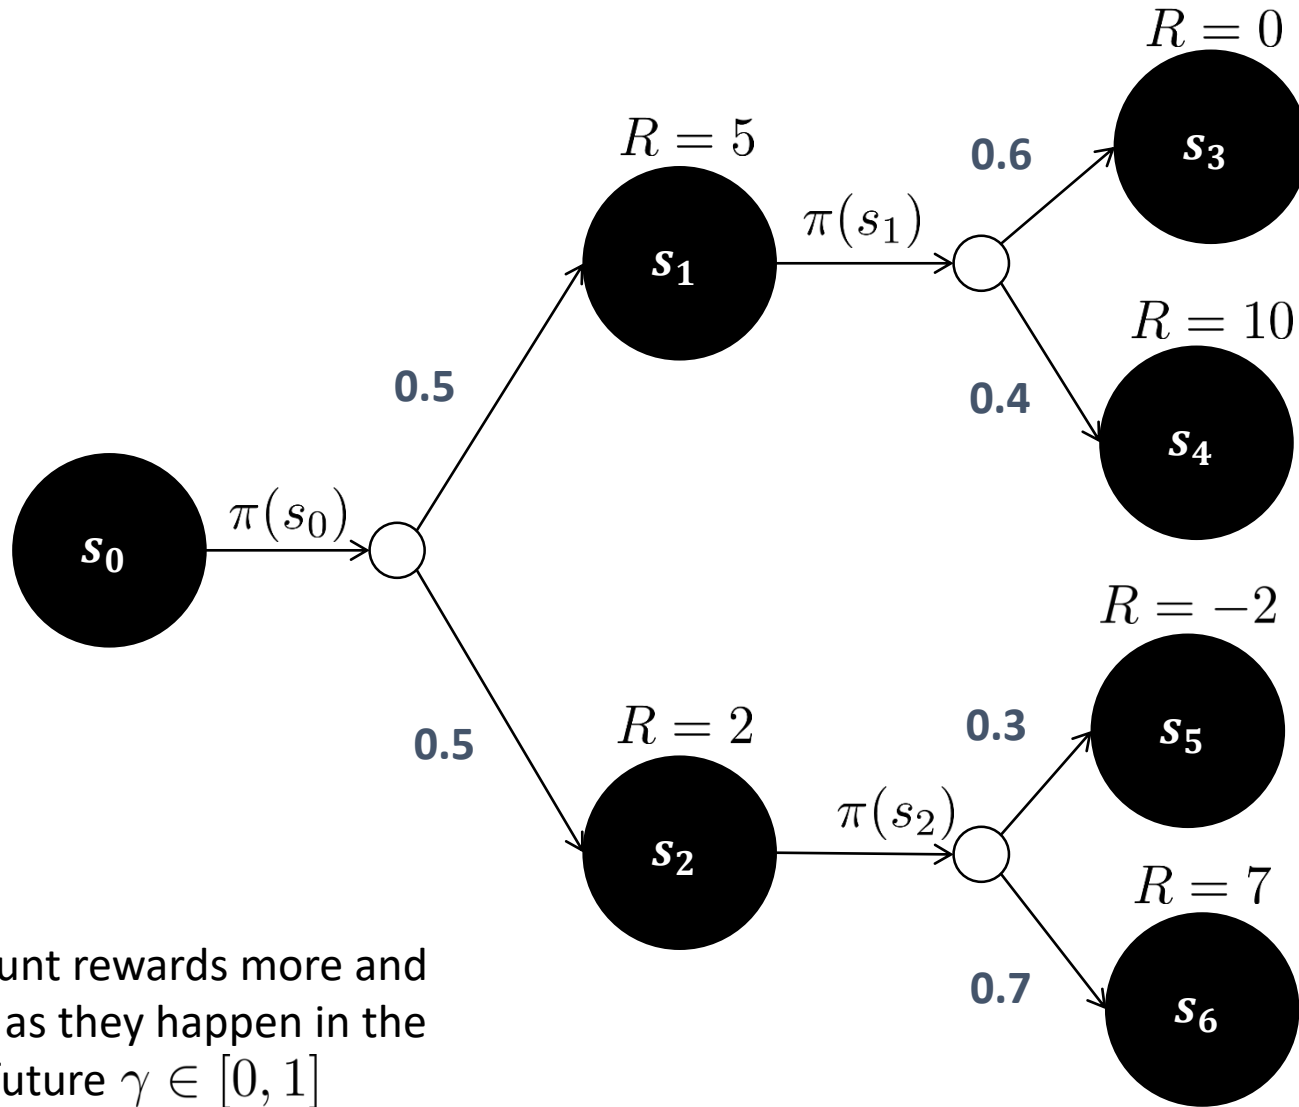 R = 0
s₃
R = 5
0.6
π(s₁)
s₁
R = 10
0.5
0.4
s₄
π(s₀)
s₀
R = −2
R = 2
0.3
s₅
0.5
π(s₂)
s₂
R = 7
0.7
s₆
unt rewards more and
as they happen in the
uture γ ∈ [0, 1]